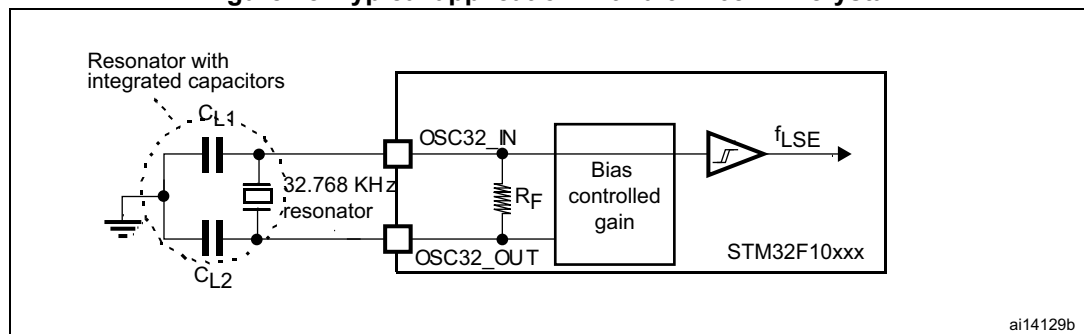 Resonator with
integrated capacitors
CL1
OSC32_IN
fLSE
Bias
controlled
gain
32.768 KHz
resonator
RF
STM32F10xxx
OSC32_OUT
CL2
ai14129b